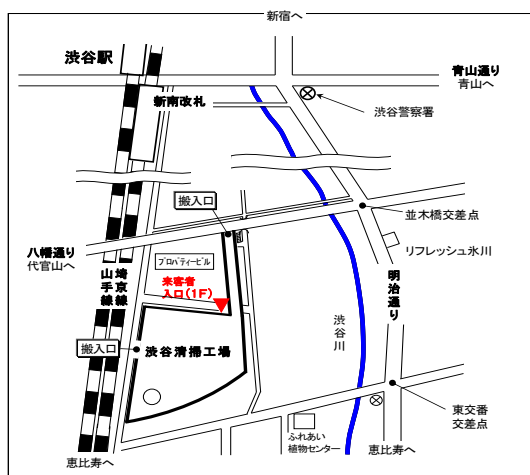 新宿へ
渋谷駅
青山通り
青山へ
新南改札
渋谷警察署
搬入口
並木橋交差点
八幡通り
代官山へ
プロパティービル
リフレッシュ氷川
埼京線
山手線
来客者
入口(1F)
明治通り
渋谷川
搬入口
渋谷清掃工場
東交番
交差点
ふれあい
植物センター
恵比寿へ
恵比寿へ